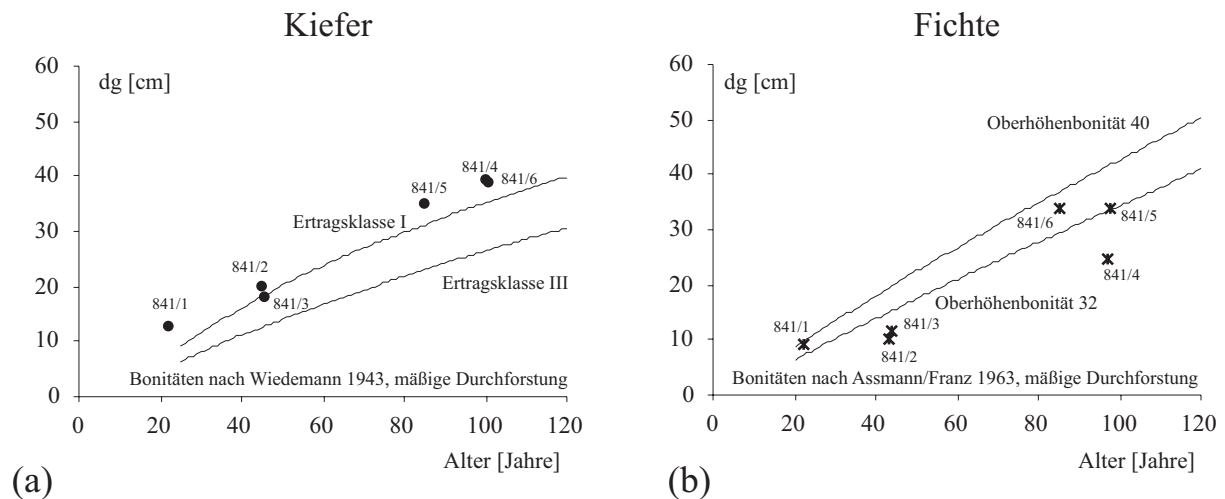 Kiefer
60
dg [cm]
50
40
30
20
10
0
841/4
841/5
841/6
Ertragsklasse I
841/2
Ertragsklasse III
841/1
841/3
Bonitäten nach Wiedemann 1943, mäßige Durchforstung
0 20 40 60 80 100 120
Alter [Jahre]
(a)
Fichte
60
dg [cm]
50
40
30
20
10
0
Oberhöhenbonität 40
841/6
841/5
841/4
Oberhöhenbonität 32
841/1
841/3
841/2
Bonitäten nach Assmann/Franz 1963, mäßige Durchforstung
0 20 40 60 80 100 120
Alter [Jahre]
(b)